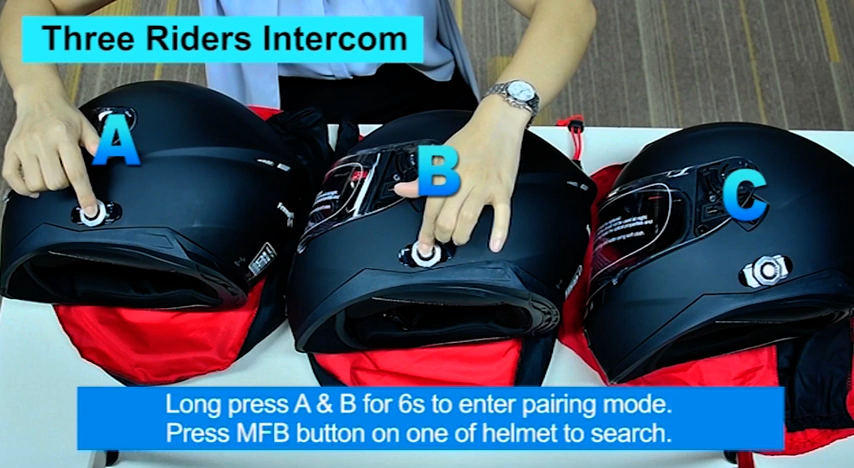 Three Riders Intercom
A
B
C
Long press A & B for 6s to enter pairing mode.
Press MFB button on one of helmet to search.